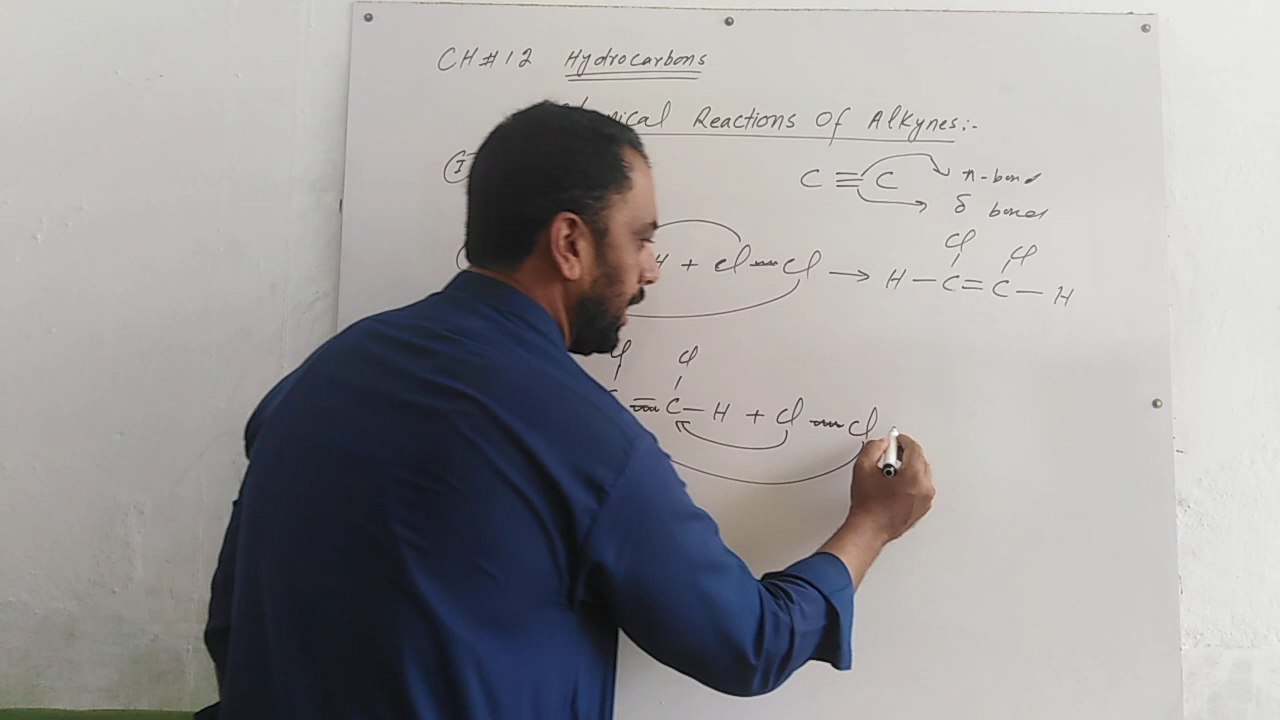 CH#12 Hydrocarbons
Reactions Of Alkynes:-
I
C ≡ C π-bond
δ bond
Cl Cl
H + Cl — Cl → H — C = C — H
Cl Cl
= C — H + Cl — Cl